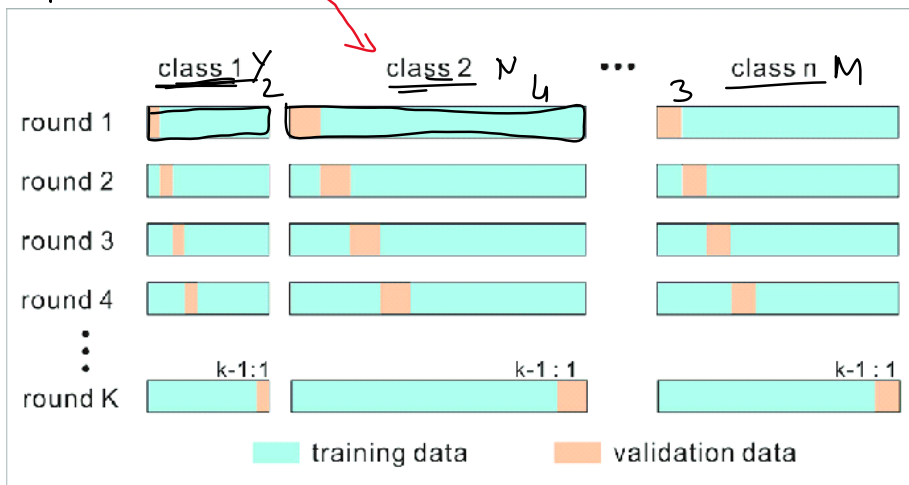 class 1 Y class 2 N ••• class n M
2 4 3
round 1
round 2
round 3
round 4
k-1:1 k-1 : 1 k-1 : 1
round K
training data validation data